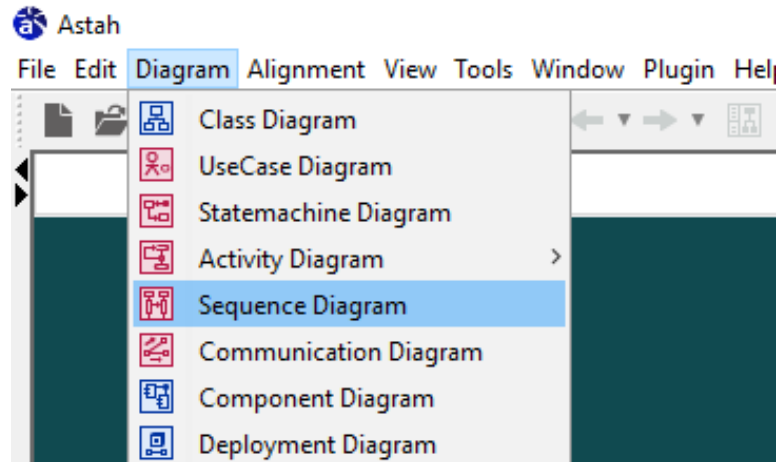 Astah
File Edit Diagram Alignment View Tools Window Plugin Help
Class Diagram
UseCase Diagram
Statemachine Diagram
Activity Diagram
Sequence Diagram
Communication Diagram
Component Diagram
Deployment Diagram